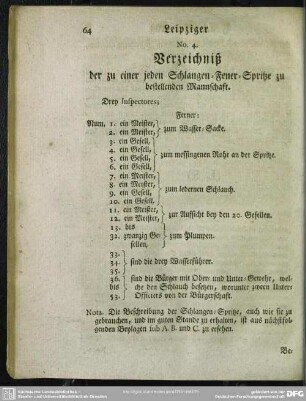 64 Leipziger
No. 4.
Verzeichniß
der zu einer jeden Schlangen-Feuer-Spritze zu
bestellenden Mannschaft.
Drey Inspectores;
Ferner:
Num. 1. ein Meister,
2. ein Meister, zum Wasser-Sacke.
3. ein Gesell,
4. ein Gesell,
5. ein Gesell, zum messingenen Rohr an der Spritze.
6. ein Gesell,
7. ein Meister,
8. ein Meister,
9. ein Gesell, zum ledernen Schlauch.
10. ein Gesell,
11. ein Meister,
12. ein Meister, zur Aufsicht bey den 20. Gesellen.
13. bis
32. zwanzig Ge- zum Plumpen.
sellen,
33.
34. sind die drey Wasserführer.
35.
36. sind die Bürger mit Ober- und Unter-Gewehr, wel-
bis che den Schlauch besetzen, worunter zween Unter-
53. Officiers von der Bürgerschaft.
Nota. Die Beschreibung der Schlangen-Spritze, auch wie sie zu
gebrauchen, und im guten Stande zu erhalten, ist aus nachfol-
genden Beylagen sub A. B. und C. zu ersehen.
Be-